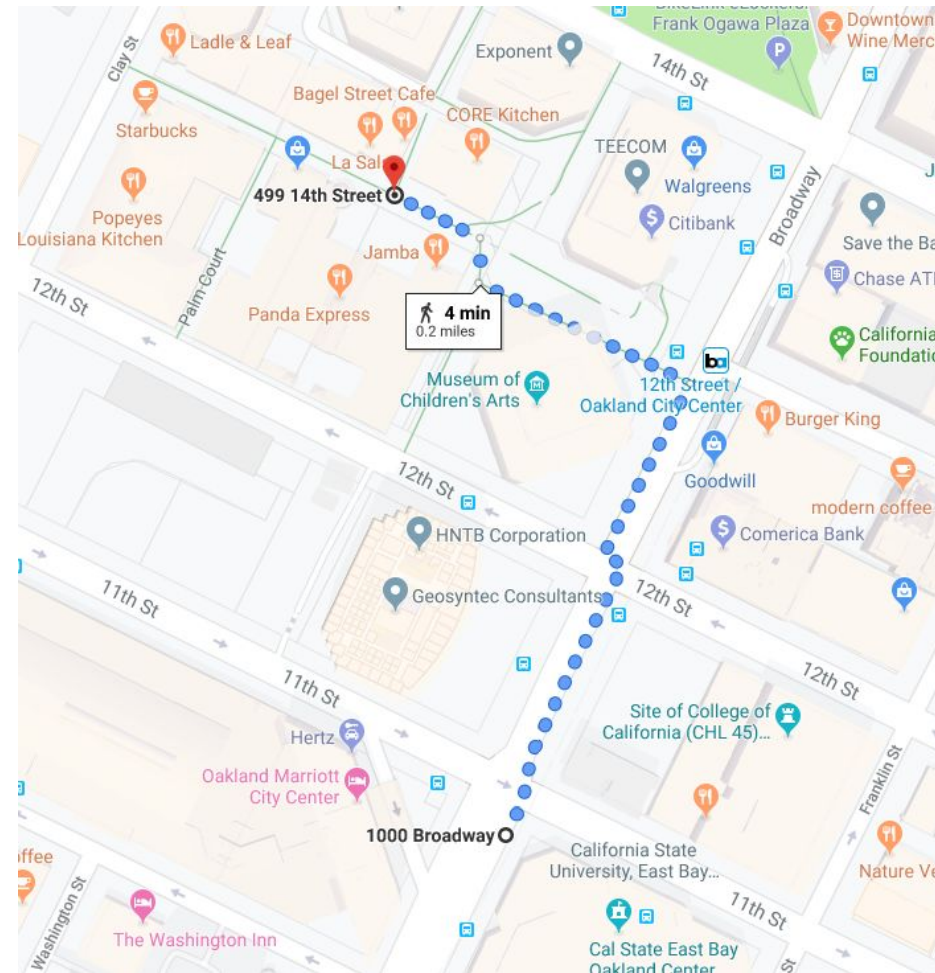 Frank Ogawa Plaza
Downtown
Wine Merc
Clay St
Ladle & Leaf
Exponent
14th St
Starbucks
Bagel Street Cafe
CORE Kitchen
TEECOM
Walgreens
Broadway
499 14th Street
Citibank
Popeyes
Louisiana Kitchen
Jamba
Save the Ba
Chase ATM
12th St
Palm Court
Panda Express
4 min
0.2 miles
California
Foundatio
Museum of
Children's Arts
ba
12th Street /
Oakland City Center
Burger King
Goodwill
modern coffee
12th St
HNTB Corporation
Comerica Bank
11th St
Geosyntec Consultants
12th St
11th St
12th St
Site of College of
California (CHL 45)...
Hertz
Oakland Marriott
City Center
Franklin St
1000 Broadway
California State
University, East Bay...
Nature Ve
offee
Washington St
11th St
The Washington Inn
Cal State East Bay
Oakland Center
St